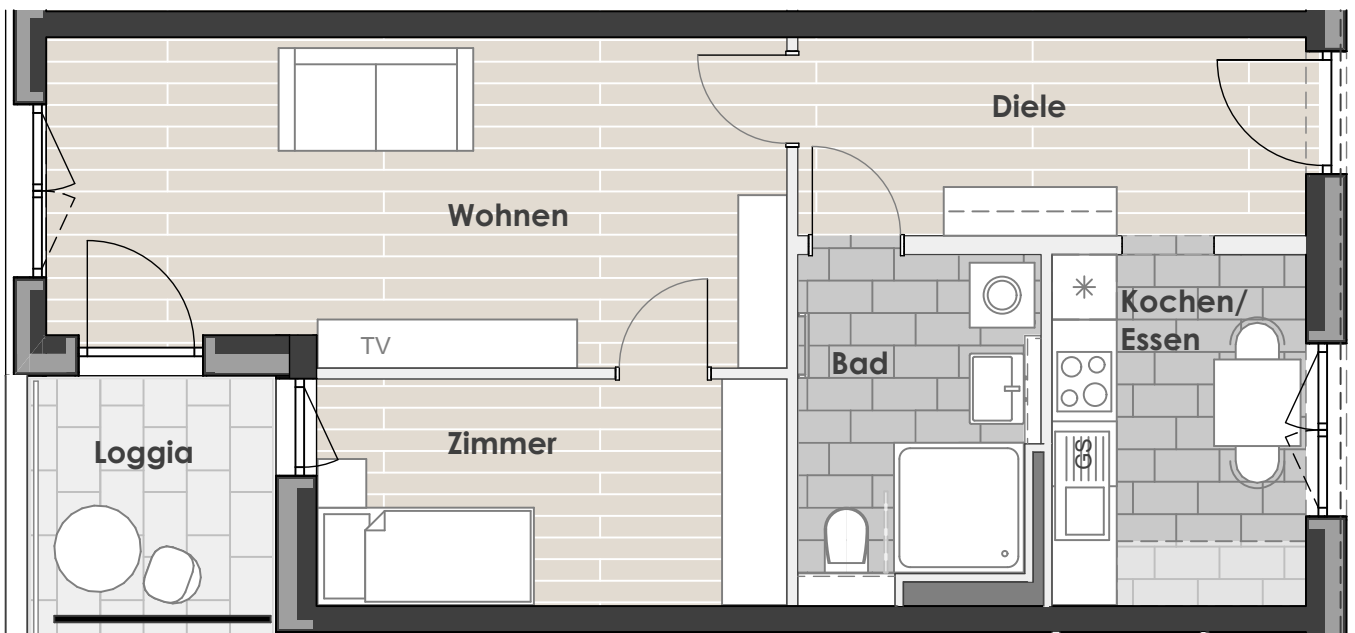 Diele
Wohnen
Kochen/
Essen
TV
Bad
Zimmer
Loggia
GS